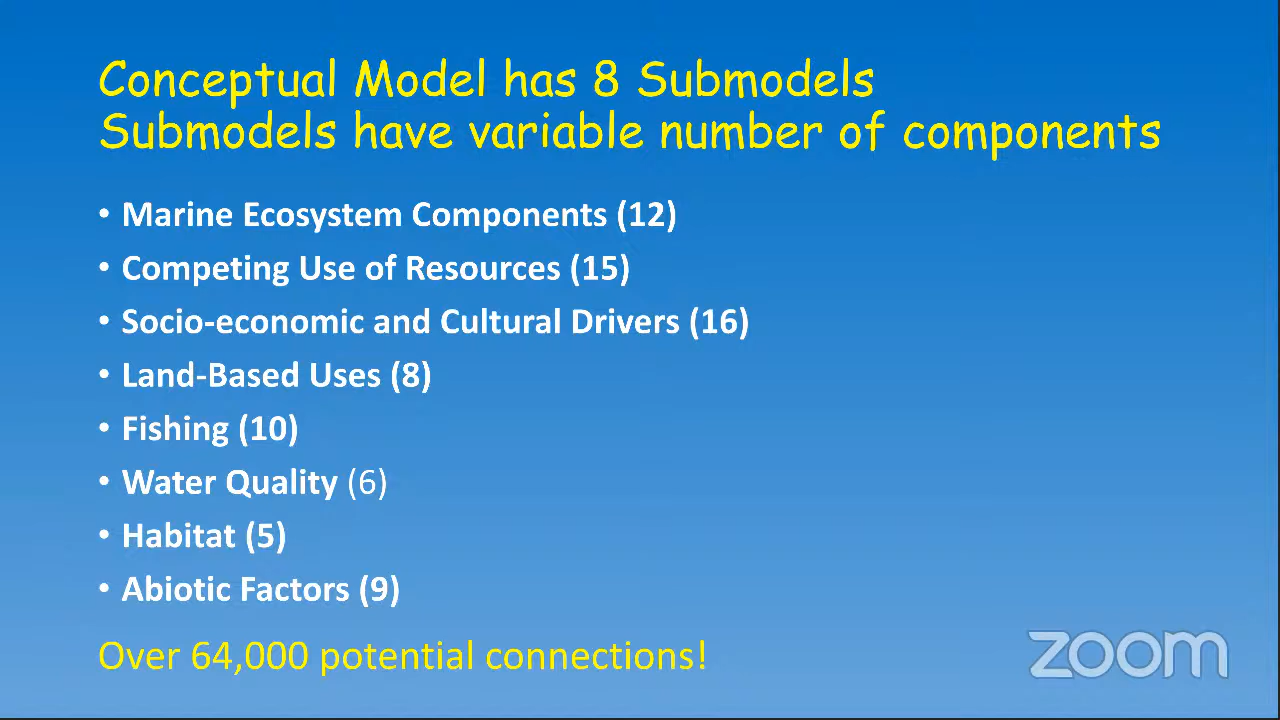 Conceptual Model has 8 Submodels
Submodels have variable number of components
• Marine Ecosystem Components (12)
• Competing Use of Resources (15)
• Socio-economic and Cultural Drivers (16)
• Land-Based Uses (8)
• Fishing (10)
• Water Quality (6)
• Habitat (5)
• Abiotic Factors (9)
Over 64,000 potential connections!
zoom